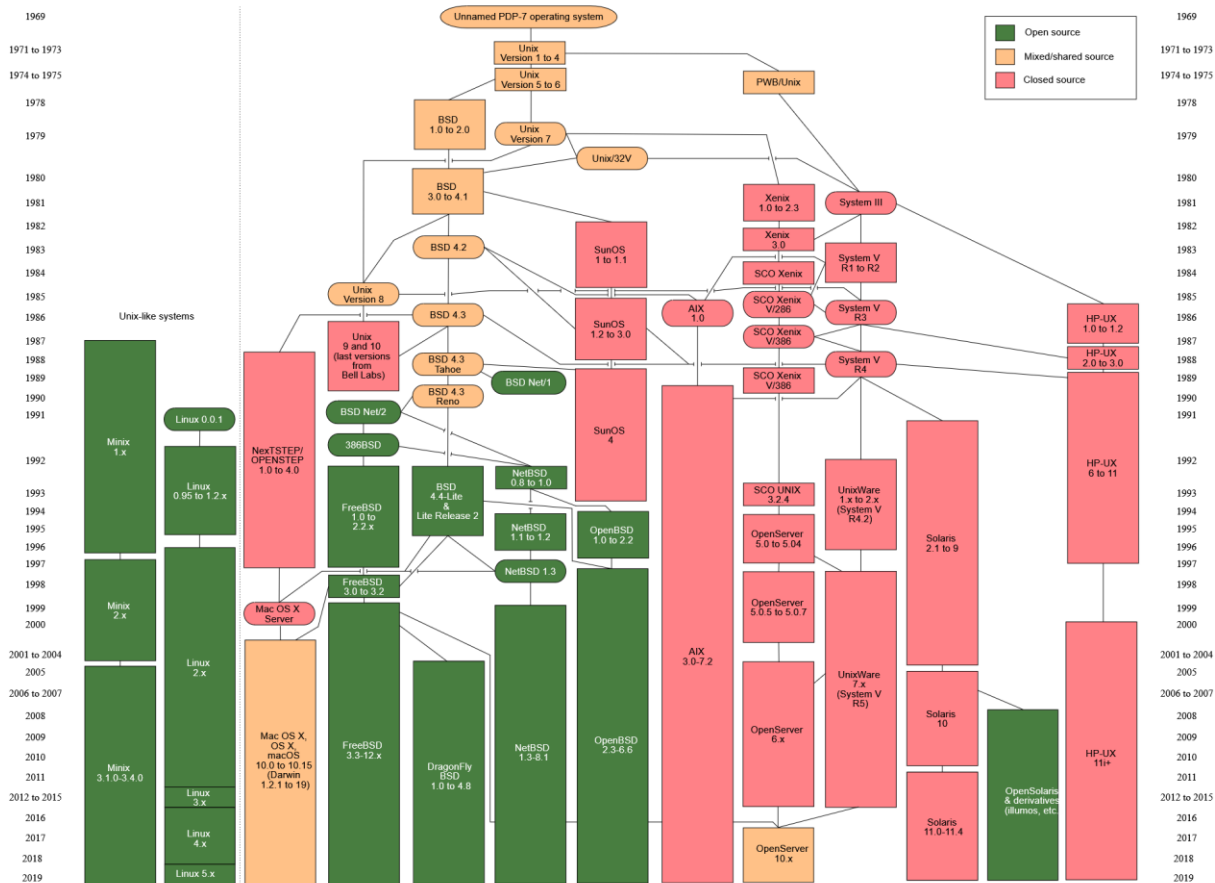 1969
1971 to 1973
1974 to 1975
1978
1979
1980
1981
1982
1983
1984
1985
1986
1987
1988
1989
1990
1991
1992
1993
1994
1995
1996
1997
1998
1999
2000
2001 to 2004
2005
2006 to 2007
2008
2009
2010
2011
2012 to 2015
2016
2017
2018
2019
Unix-like systems
Minix
1.x
Minix
2.x
Minix
3.1.0-3.4.0
Linux 0.0.1
Linux
0.95 to 1.2.x
Linux
2.x
Linux
3.x
Linux
4.x
Linux 5.x
Unnamed PDP-7 operating system
Unix
Version 1 to 4
Unix
Version 5 to 6
PWB/Unix
BSD
1.0 to 2.0
Unix
Version 7
Unix/32V
BSD
3.0 to 4.1
Xenix
1.0 to 2.3
System III
SunOS
1 to 1.1
Xenix
3.0
BSD 4.2
System V
R1 to R2
SCO Xenix
Unix
Version 8
SCO Xenix
V/286
AIX
1.0
System V
R3
BSD 4.3
HP-UX
1.0 to 1.2
Unix
9 and 10
(last versions
from
Bell Labs)
SunOS
1.2 to 3.0
SCO Xenix
V/386
HP-UX
2.0 to 3.0
BSD 4.3
Tahoe
System V
R4
BSD Net/1
SCO Xenix
V/386
BSD 4.3
Reno
BSD Net/2
SunOS
4
386BSD
NexTSTEP/
OPENSTEP
1.0 to 4.0
HP-UX
6 to 11
NetBSD
0.8 to 1.0
BSD
4.4-Lite
&
Lite Release 2
SCO UNIX
3.2.4
UnixWare
1.x to 2.x
(System V
R4.2)
FreeBSD
1.0 to
2.2.x
NetBSD
1.1 to 1.2
OpenBSD
1.0 to 2.2
OpenServer
5.0 to 5.04
Solaris
2.1 to 9
NetBSD 1.3
FreeBSD
3.0 to 3.2
OpenServer
5.0.5 to 5.0.7
Mac OS X
Server
AIX
3.0-7.2
UnixWare
7.x
(System V
R5)
Solaris
10
Mac OS X,
OS X,
macOS
10.0 to 10.15
(Darwin
1.2.1 to 19)
FreeBSD
3.3-12.x
DragonFly
BSD
1.0 to 4.8
NetBSD
1.3-8.1
OpenBSD
2.3-6.6
OpenServer
6.x
HP-UX
11i+
OpenSolaris
& derivatives
(illumos, etc.
Solaris
11.0-11.4
OpenServer
10.x
Open source
Mixed/shared source
Closed source
1969
1971 to 1973
1974 to 1975
1978
1979
1980
1981
1982
1983
1984
1985
1986
1987
1988
1989
1990
1991
1992
1993
1994
1995
1996
1997
1998
1999
2000
2001 to 2004
2005
2006 to 2007
2008
2009
2010
2011
2012 to 2015
2016
2017
2018
2019